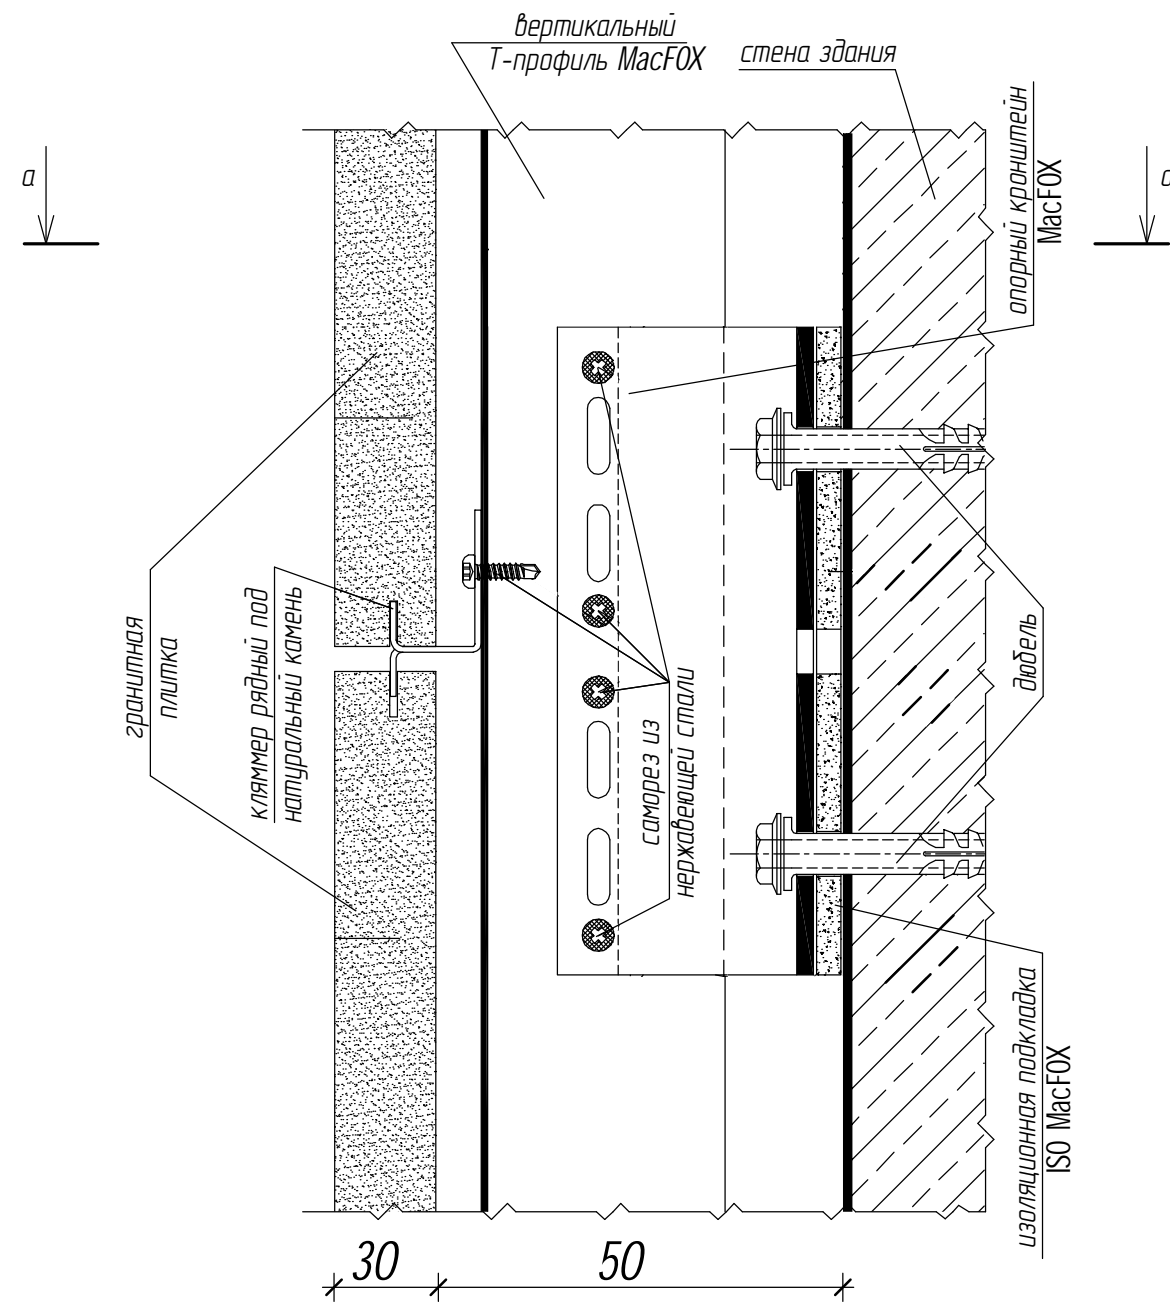 вертикальный
Т-профиль MacFOX
стена здания
опорный кронштейн
MacFOX
а
гранитная
плитка
кляммер рядный под
натуральный камень
саморез из
нержавеющей стали
дюбель
изоляционная подкладка
ISO MacFOX
30
50